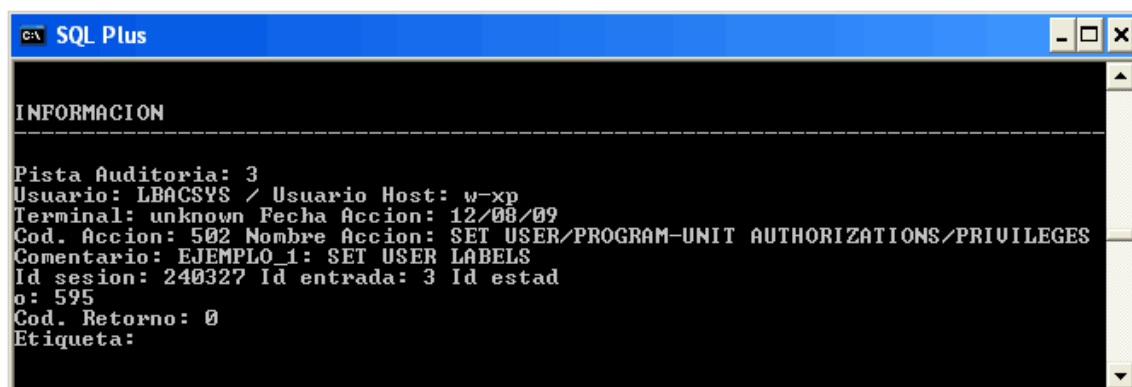 SQL Plus
INFORMACION
--------------------------------------------------------------------------------
Pista Auditoria: 3
Usuario: LBACSYS / Usuario Host: w-xp
Terminal: unknown Fecha Accion: 12/08/09
Cod. Accion: 502 Nombre Accion: SET USER/PROGRAM-UNIT AUTHORIZATIONS/PRIVILEGES
Comentario: EJEMPLO_1: SET USER LABELS
Id sesion: 240327 Id entrada: 3 Id estad
o: 595
Cod. Retorno: 0
Etiqueta: